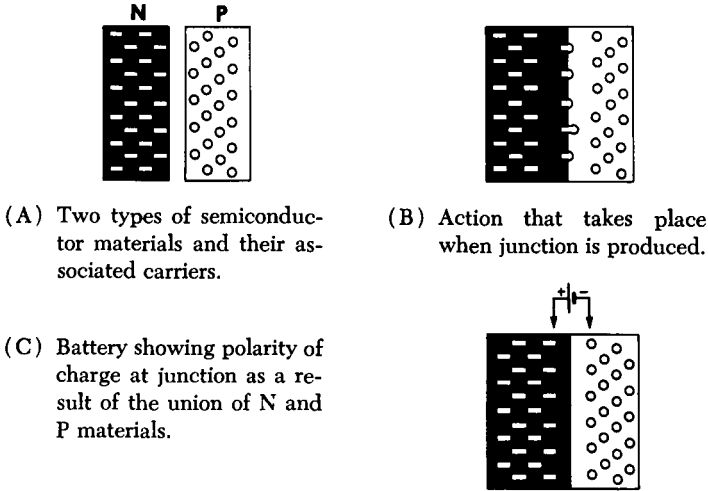 N P
(A) Two types of semiconduc-
tor materials and their as-
sociated carriers.
(B) Action that takes place
when junction is produced.
+ -
(C) Battery showing polarity of
charge at junction as a re-
sult of the union of N and
P materials.